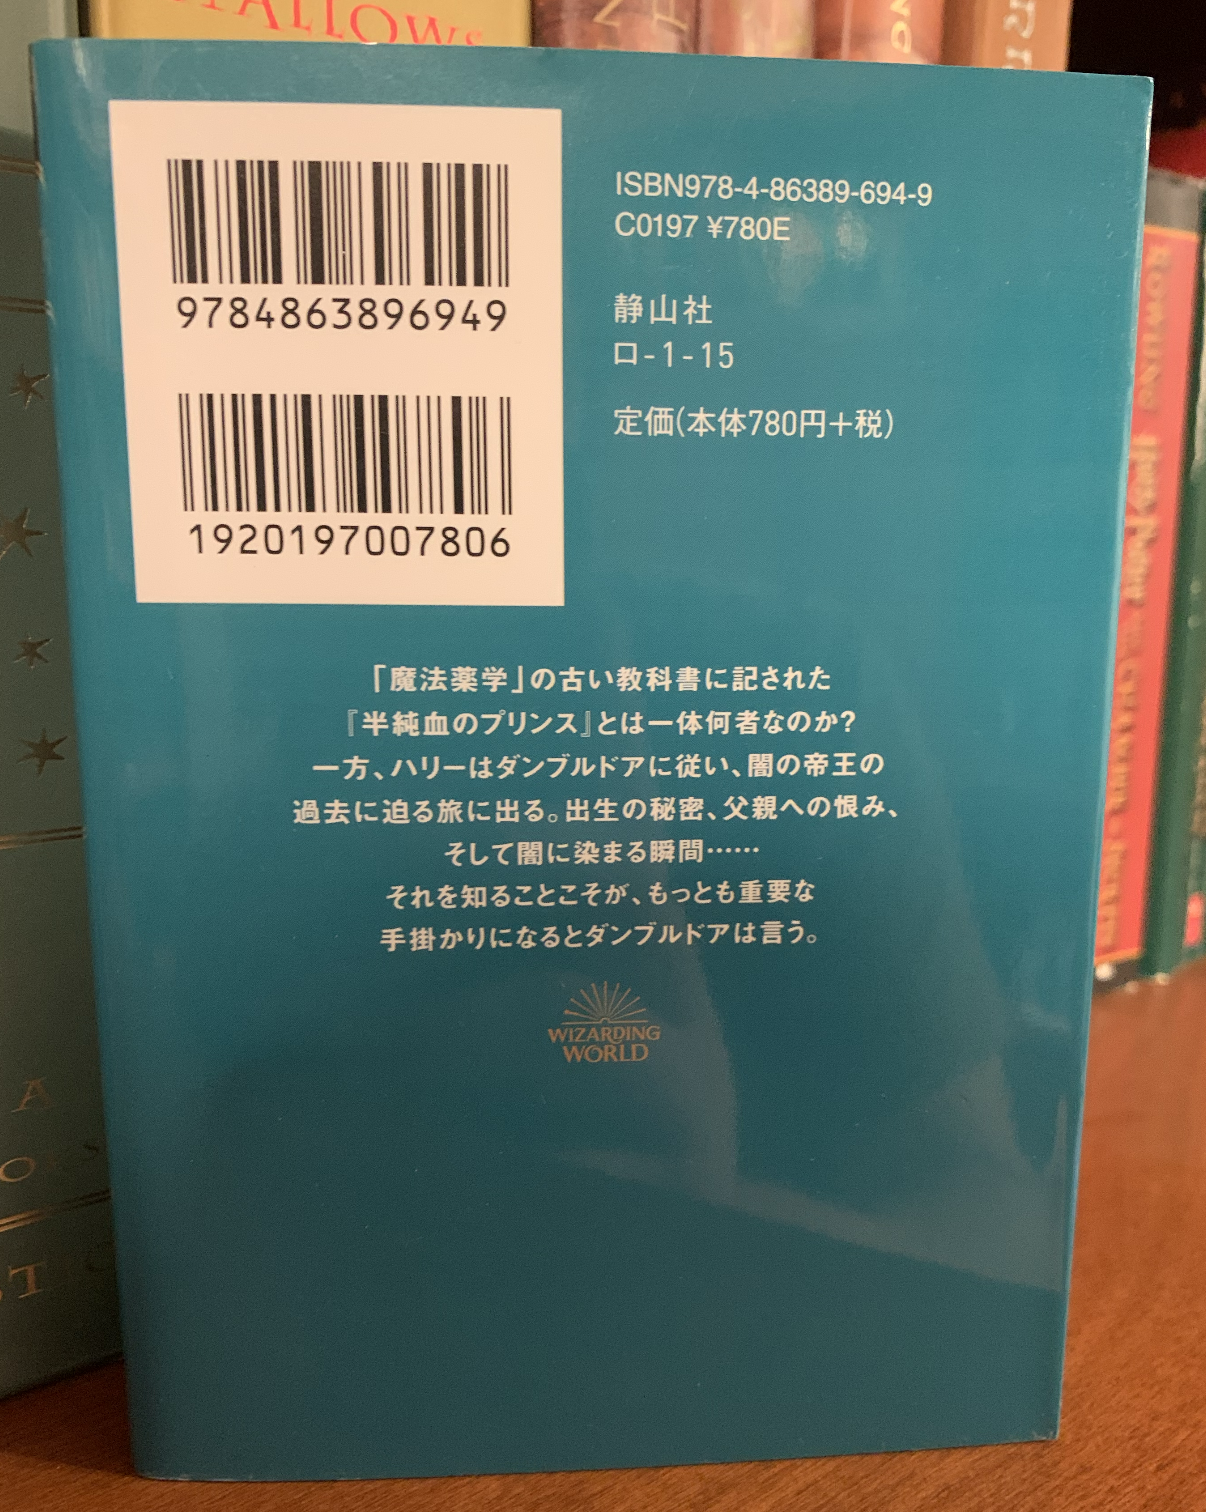 HALLOWS
9784863896949
1920197007806
ISBN978-4-86389-694-9
C0197 ¥780E
静山社
ロ-1-15
定価(本体780円+税)
「魔法薬学」の古い教科書に記された
『半純血のプリンス』とは一体何者なのか?
一方、ハリーはダンブルドアに従い、闇の帝王の
過去に迫る旅に出る。出生の秘密、父親への恨み、
そして闇に染まる瞬間……
それを知ることこそが、もっとも重要な
手掛かりになるとダンブルドアは言う。
WIZARDING
WORLD
ROWLING